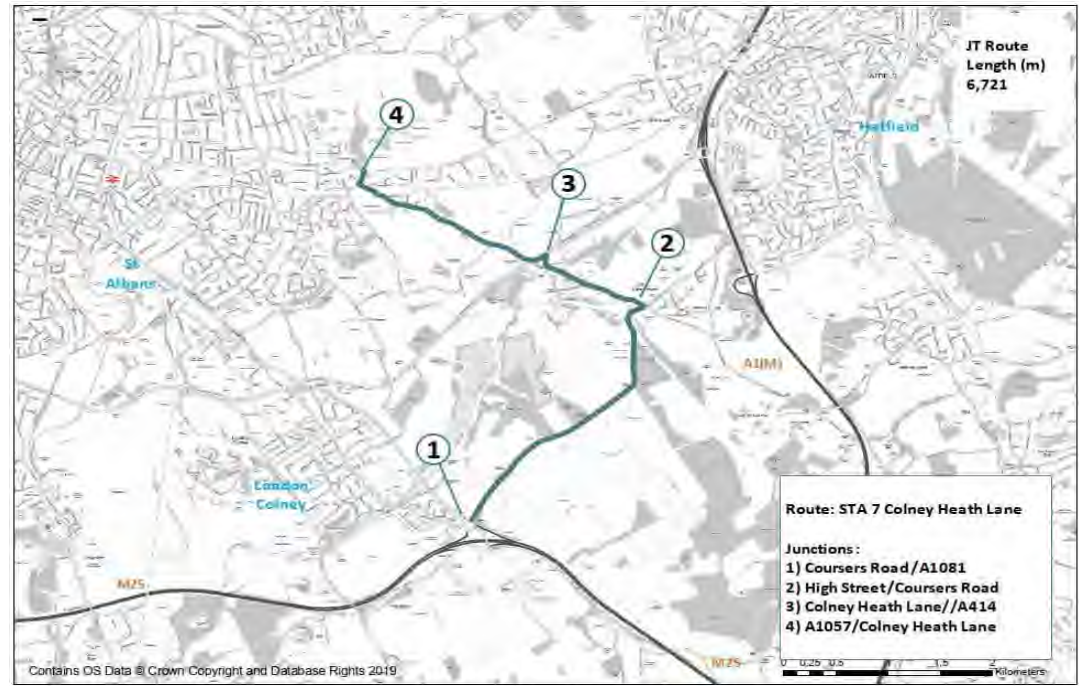 JT Route
Length (m)
6,721
Hatfield
4
3
2
St
Albans
A1(M)
1
London
Colney
Route: STA 7 Colney Heath Lane
Junctions:
1) Coursers Road/A1081
2) High Street/Coursers Road
3) Colney Heath Lane//A414
4) A1057/Colney Heath Lane
M25
M25
Contains OS Data © Crown Copyright and Database Rights 2019
0 0,25 0,5 1,5 2
Kilometers